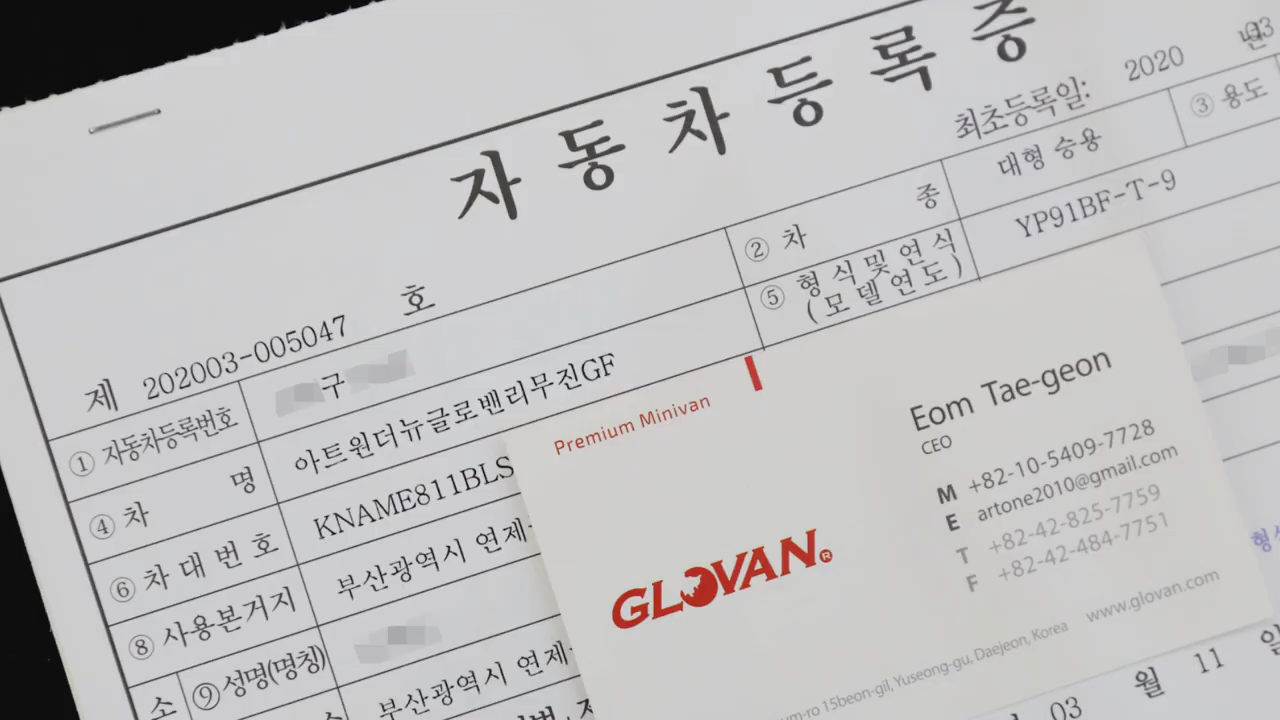 자동차등록증
최초등록일: 2020 년 03
제 202003-005047 호
① 자동차등록번호 구
② 차 종 대형 승용
③ 용도
④ 차 명 아트원더뉴글로밴리무진GF
⑤ 형식및연식
(모델연도)
YP91BF-T-9
⑥ 차대번호 KNAME811BLS
⑧ 사용본거지 부산광역시 연제
⑨ 성명(명칭)
소
부산광역시 연제
Premium Minivan
GLOVAN®
Eom Tae-geon
CEO
M +82-10-5409-7728
E artone2010@gmail.com
T +82-42-825-7759
F +82-42-484-7751
15beon-gil, Yuseong-gu, Daejeon, Korea www.glovan.com
03 월 11 일